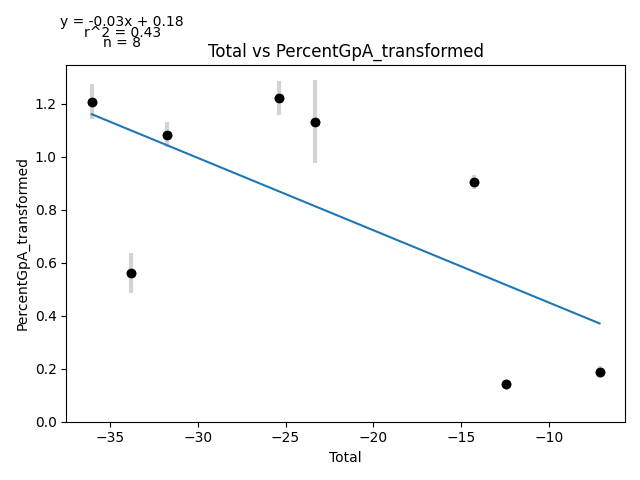 y = -0.03x + 0.18
r^2 = 0.43
n = 8
Total vs PercentGpA_transformed
PercentGpA_transformed
1.2
1.0
0.8
0.6
0.4
0.2
0.0
−35
−30
−25
−20
−15
−10
Total